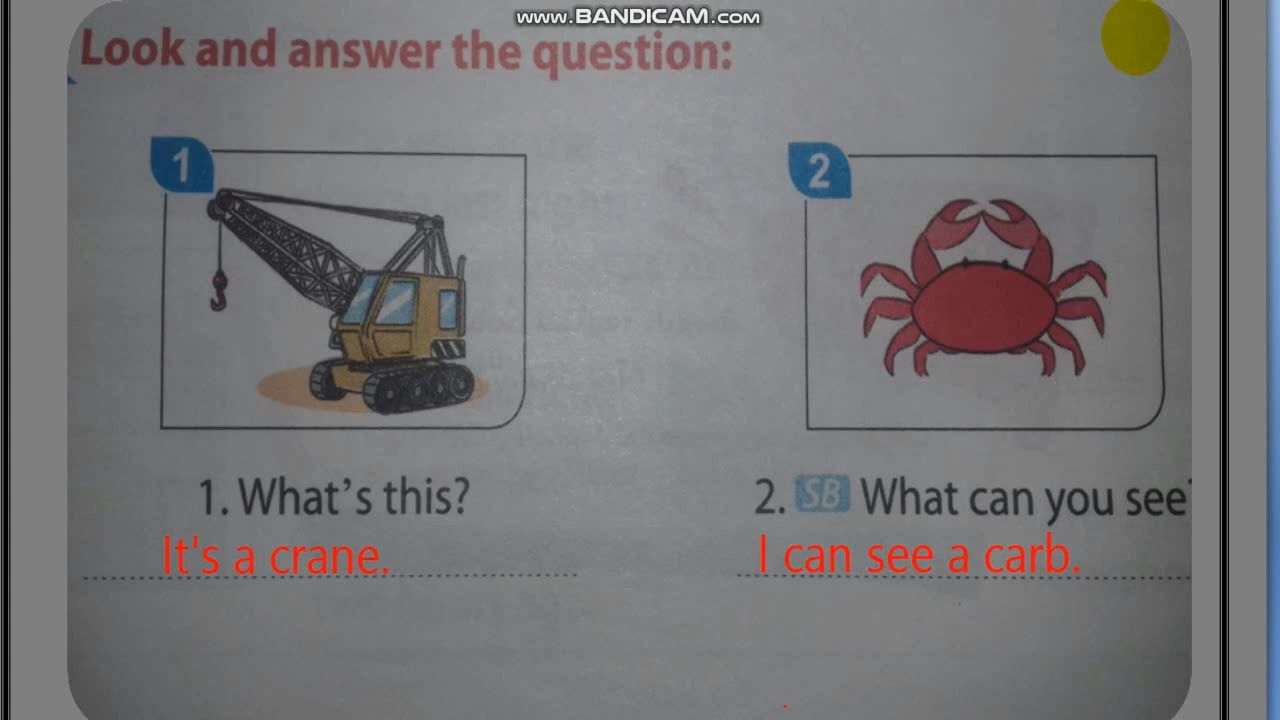 www.BANDICAM.com
Look and answer the question:
1
2
1. What's this?
2. SB What can you see?
It's a crane.
I can see a carb.